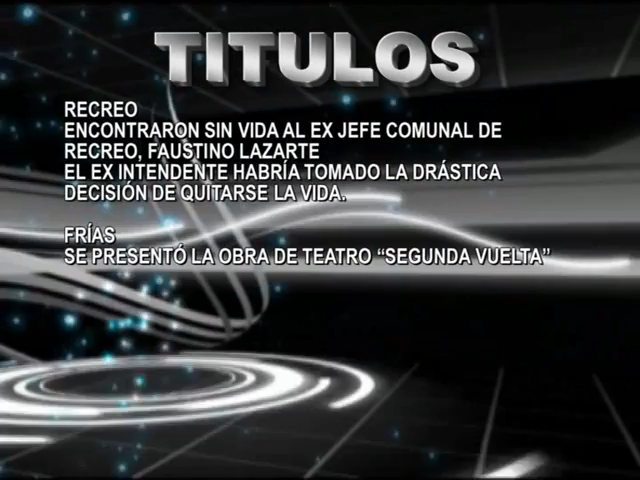 TITULOS
RECREO
ENCONTRARON SIN VIDA AL EX JEFE COMUNAL DE
RECREO, FAUSTINO LAZARTE
EL EX INTENDENTE HABRÍA TOMADO LA DRÁSTICA
DECISIÓN DE QUITARSE LA VIDA.
FRÍAS
SE PRESENTÓ LA OBRA DE TEATRO “SEGUNDA VUELTA”